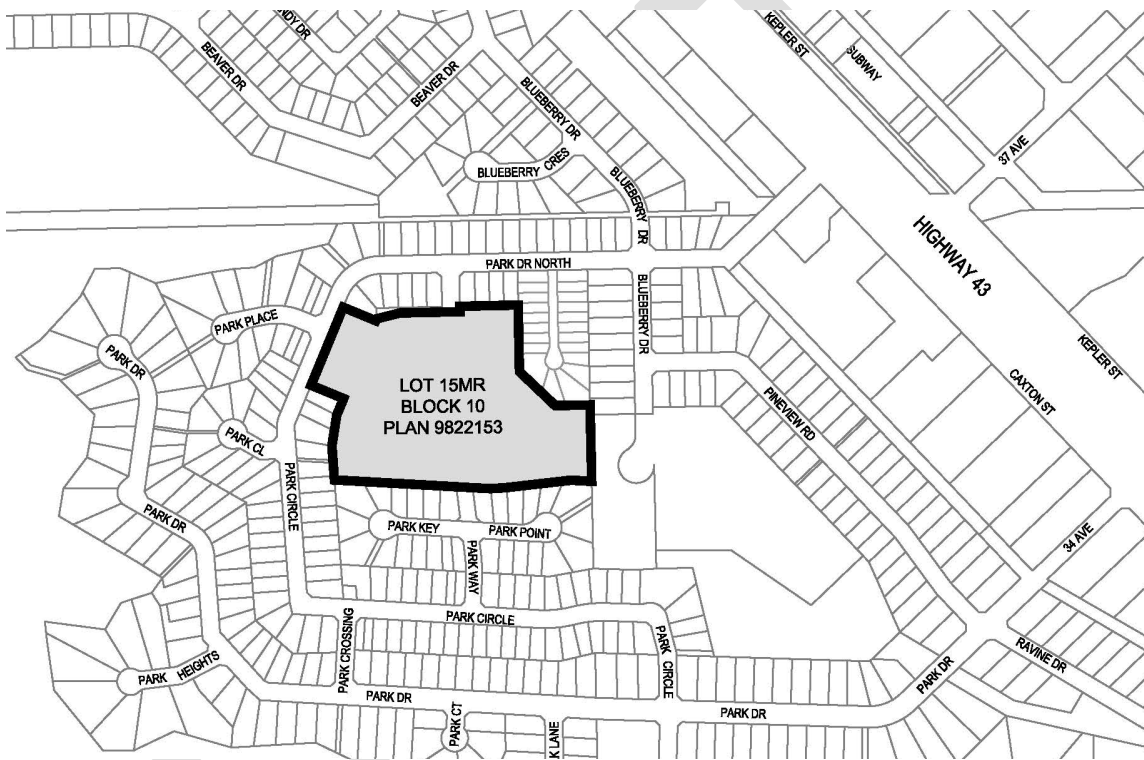 NDY DR
KEPLER ST
BEAVER DR
BEAVER DR
SUBWAY
BLUEBERRY DR
37 AVE
BLUEBERRY CRES
BLUEBERRY DR
HIGHWAY 43
PARK DR NORTH
BLUEBERRY DR
PARK PLACE
KEPLER ST
PARK DR
LOT 15MR
BLOCK 10
PLAN 9822153
CAXTON ST
PINEVIEW RD
PARK CL
PARK CIRCLE
PARK DR
PARK KEY
PARK POINT
34 AVE
PARK WAY
PARK CIRCLE
PARK CROSSING
PARK CIRCLE
RAVINE DR
PARK HEIGHTS
PARK DR
PARK DR
PARK CT
K LANE
PARK DR